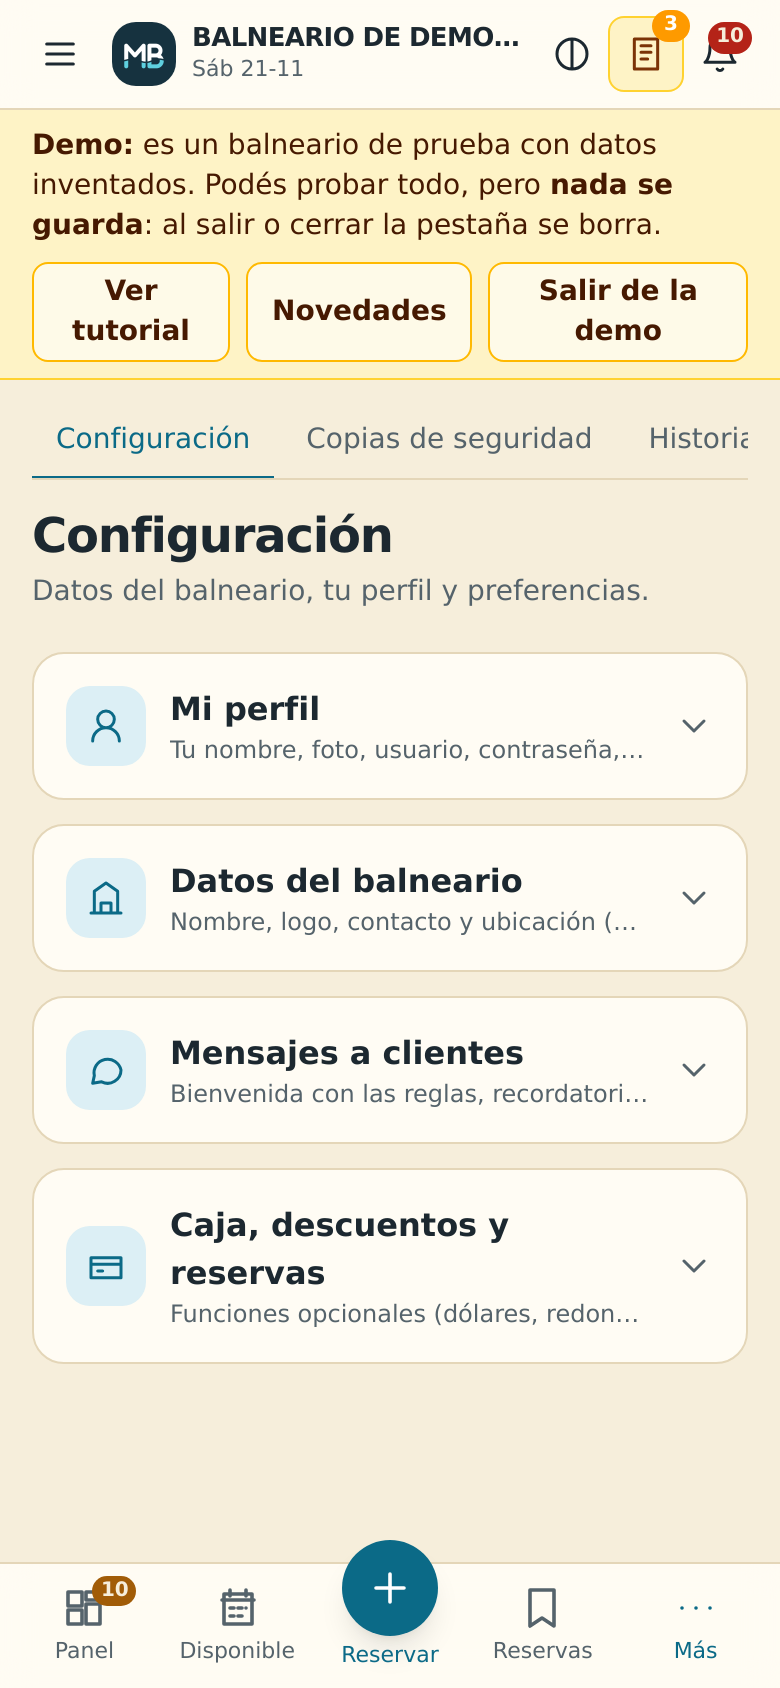 BALNEARIO DE DEMO...
Sáb 21-11
MB
3
10
Demo: es un balneario de prueba con datos
inventados. Podés probar todo, pero nada se
guarda: al salir o cerrar la pestaña se borra.
Ver
tutorial
Novedades
Salir de la
demo
Configuración
Copias de seguridad
Historia
Configuración
Datos del balneario, tu perfil y preferencias.
Mi perfil
Tu nombre, foto, usuario, contraseña,...
Datos del balneario
Nombre, logo, contacto y ubicación (...
Mensajes a clientes
Bienvenida con las reglas, recordatori...
Caja, descuentos y
reservas
Funciones opcionales (dólares, redon...
10
Panel
Disponible
Reservar
Reservas
Más